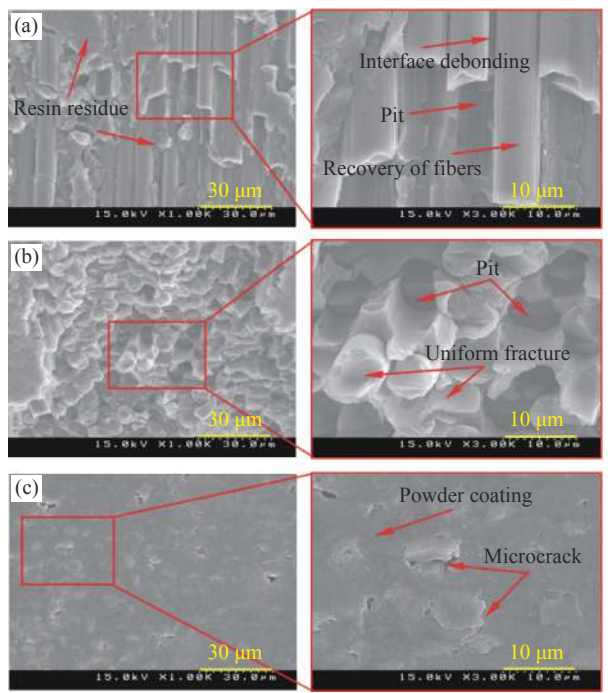 (a)
Resin residue
30 μm
15.0kV X1.00K 30.0μm
Interface debonding
Pit
Recovery of fibers
10 μm
15.0kV X3.00K 10.0μm
(b)
30 μm
15.0kV X1.00K 30.0μm
Pit
Uniform fracture
10 μm
15.0kV X3.00K 10.0μm
(c)
30 μm
15.0kV X1.00K 30.0μm
Powder coating
Microcrack
10 μm
15.0kV X3.00K 10.0μm